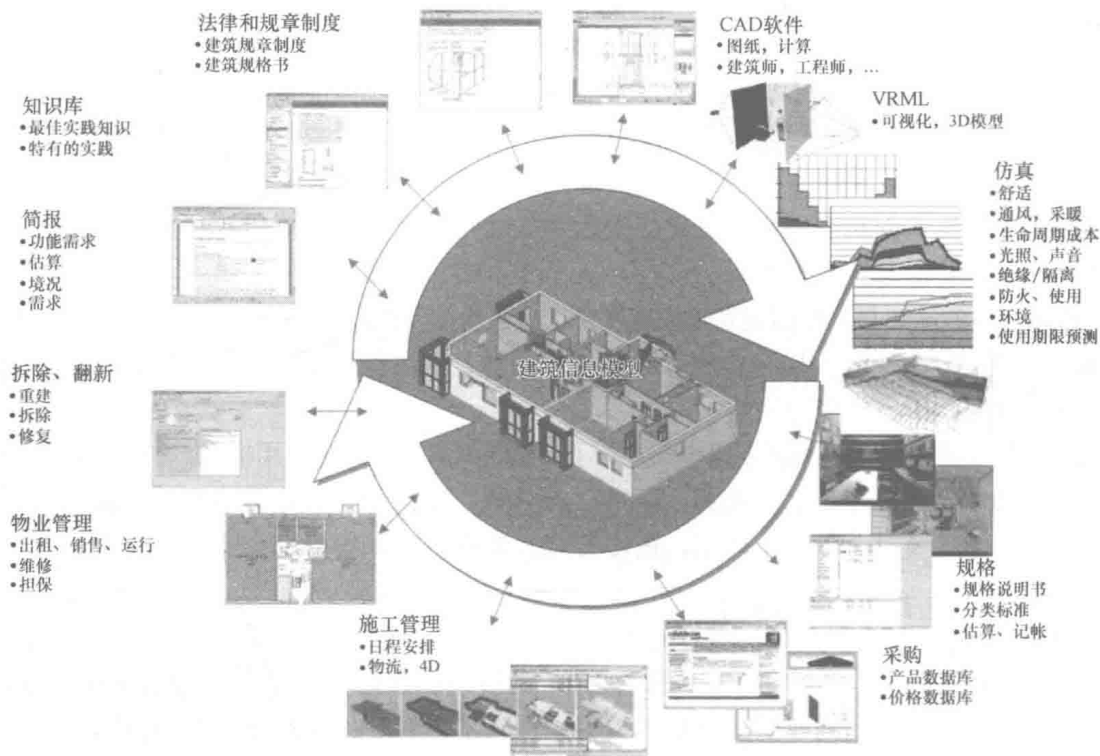 法律和规章制度
•建筑规章制度
•建筑规格书
CAD软件
•图纸，计算
•建筑师，工程师，…
VRML
•可视化，3D模型
知识库
•最佳实践知识
•特有的实践
仿真
•舒适
•通风，采暖
•生命周期成本
•光照、声音
•绝缘/隔离
•防火、使用
•环境
•使用期限预测
简报
•功能需求
•估算
•境况
•需求
建筑信息模型
拆除、翻新
•重建
•拆除
•修复
物业管理
•出租、销售、运行
•维修
•担保
规格
•规格说明书
•分类标准
•估算、记帐
施工管理
•日程安排
•物流，4D
采购
•产品数据库
•价格数据库